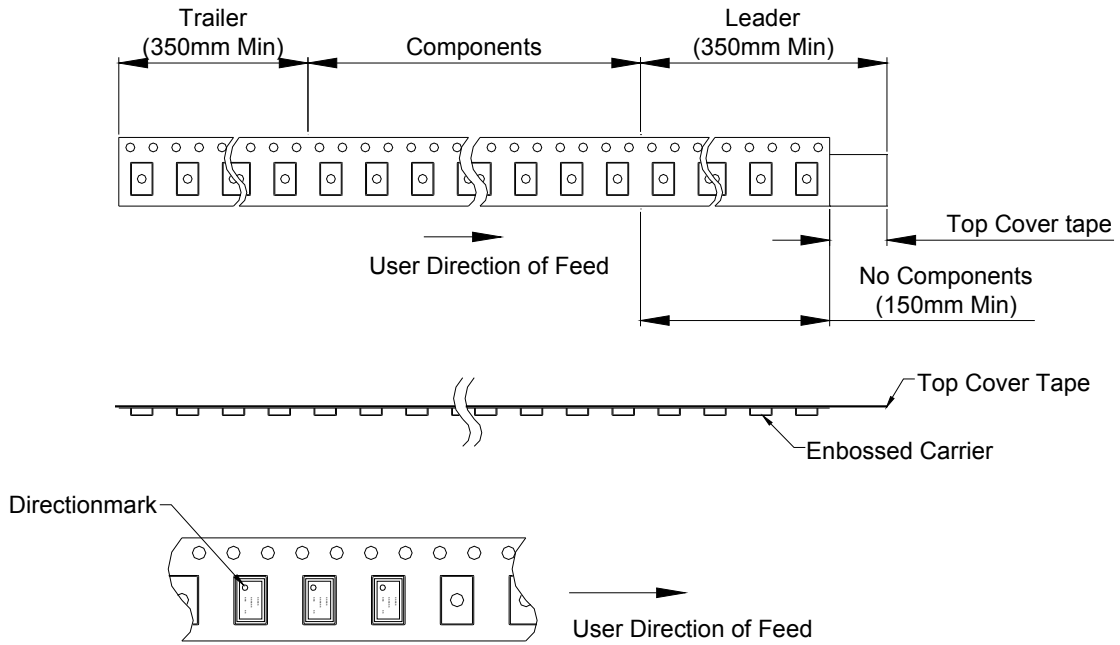 Trailer
(350mm Min)
Components
Leader
(350mm Min)
Top Cover tape
User Direction of Feed
No Components
(150mm Min)
Top Cover Tape
Enbossed Carrier
Directionmark
User Direction of Feed